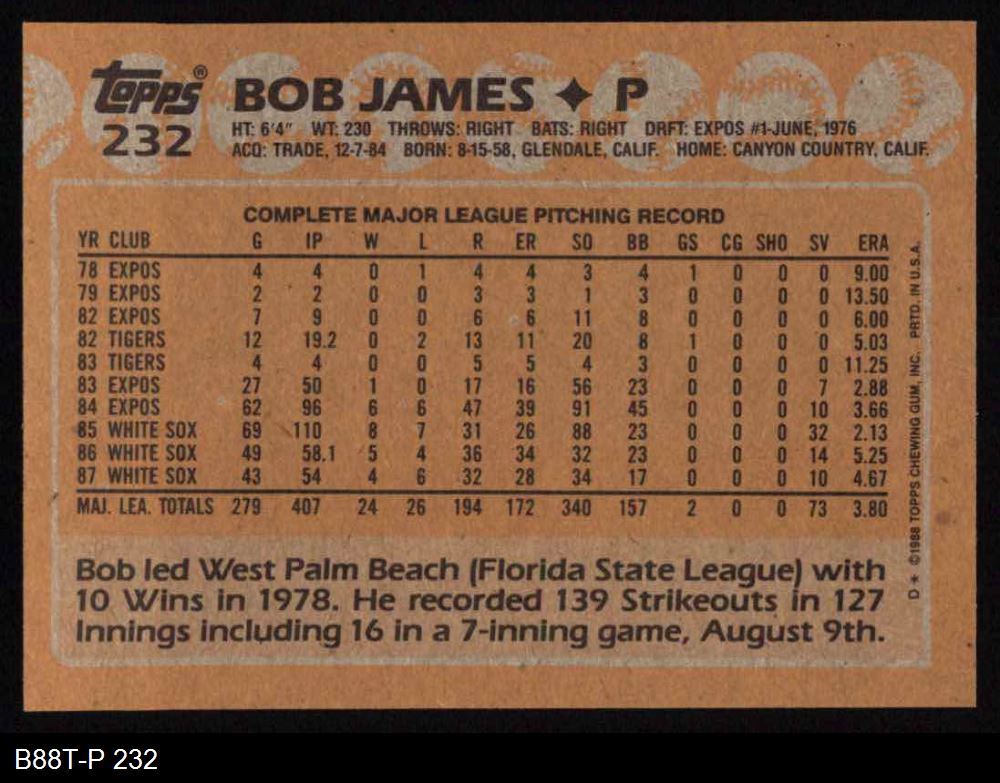 topps® BOB JAMES ✦ P
232
HT: 6'4" WT: 230 THROWS: RIGHT BATS: RIGHT DRFT: EXPOS #1-JUNE, 1976
ACQ: TRADE, 12-7-84 BORN: 8-15-58, GLENDALE, CALIF. HOME: CANYON COUNTRY, CALIF.
COMPLETE MAJOR LEAGUE PITCHING RECORD
YR CLUB G IP W L R ER SO BB GS CG SHO SV ERA
78 EXPOS 4 4 0 1 4 4 3 4 1 0 0 0 9.00
79 EXPOS 2 2 0 0 3 3 1 3 0 0 0 0 13.50
82 EXPOS 7 9 0 0 6 6 11 8 0 0 0 0 6.00
82 TIGERS 12 19.2 0 2 13 11 20 8 1 0 0 0 5.03
83 TIGERS 4 4 0 0 5 5 4 3 0 0 0 0 11.25
83 EXPOS 27 50 1 0 17 16 56 23 0 0 0 7 2.88
84 EXPOS 62 96 6 6 47 39 91 45 0 0 0 10 3.66
85 WHITE SOX 69 110 8 7 31 26 88 23 0 0 0 32 2.13
86 WHITE SOX 49 58.1 5 4 36 34 32 23 0 0 0 14 5.25
87 WHITE SOX 43 54 4 6 32 28 34 17 0 0 0 10 4.67
MAJ. LEA. TOTALS 279 407 24 26 194 172 340 157 2 0 0 73 3.80
Bob led West Palm Beach (Florida State League) with
10 Wins in 1978. He recorded 139 Strikeouts in 127
Innings including 16 in a 7-inning game, August 9th.
D* ©1988 TOPPS CHEWING GUM, INC. PRTD. IN U.S.A.
B88T-P 232